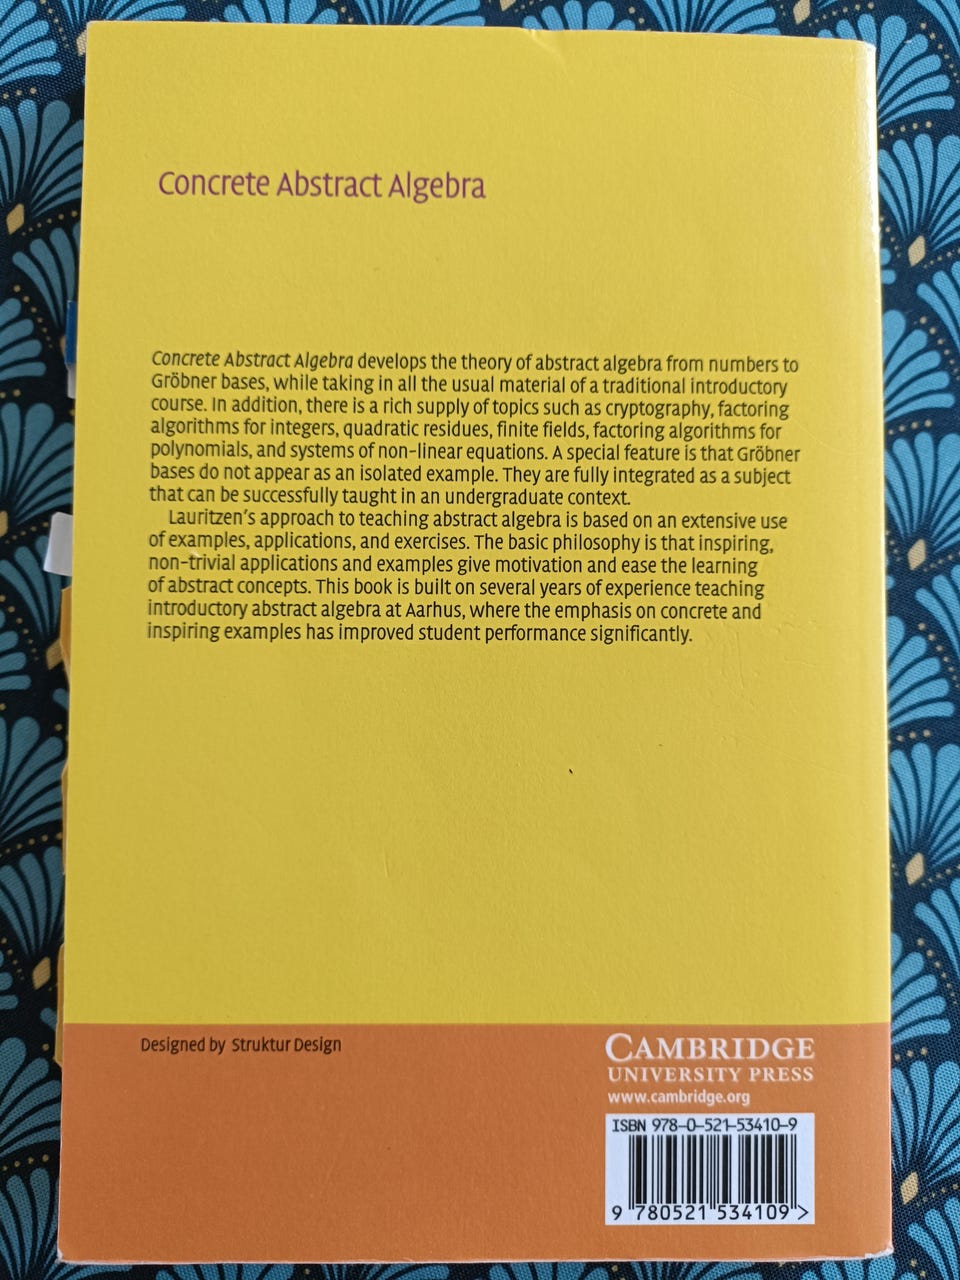 Concrete Abstract Algebra
Concrete Abstract Algebra develops the theory of abstract algebra from numbers to
Gröbner bases, while taking in all the usual material of a traditional introductory
course. In addition, there is a rich supply of topics such as cryptography, factoring
algorithms for integers, quadratic residues, finite fields, factoring algorithms for
polynomials, and systems of non-linear equations. A special feature is that Gröbner
bases do not appear as an isolated example. They are fully integrated as a subject
that can be successfully taught in an undergraduate context.
Lauritzen's approach to teaching abstract algebra is based on an extensive use
of examples, applications, and exercises. The basic philosophy is that inspiring,
non-trivial applications and examples give motivation and ease the learning
of abstract concepts. This book is built on several years of experience teaching
introductory abstract algebra at Aarhus, where the emphasis on concrete and
inspiring examples has improved student performance significantly.
Designed by Struktur Design
CAMBRIDGE
UNIVERSITY PRESS
www.cambridge.org
ISBN 978-0-521-53410-9
9 780521 534109 >